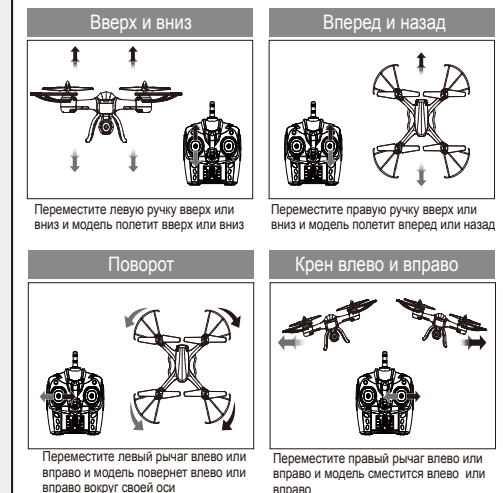 Вверх и вниз
Переместите левую ручку вверх или
вниз и модель полетит вверх или вниз
Вперед и назад
Переместите правую ручку вверх или
вниз и модель полетит вперед или назад
Поворот
Переместите левый рычаг влево или
вправо и модель повернет влево или
вправо вокруг своей оси
Крен влево и вправо
Переместите правый рычаг влево или
вправо и модель сместится влево или
вправо